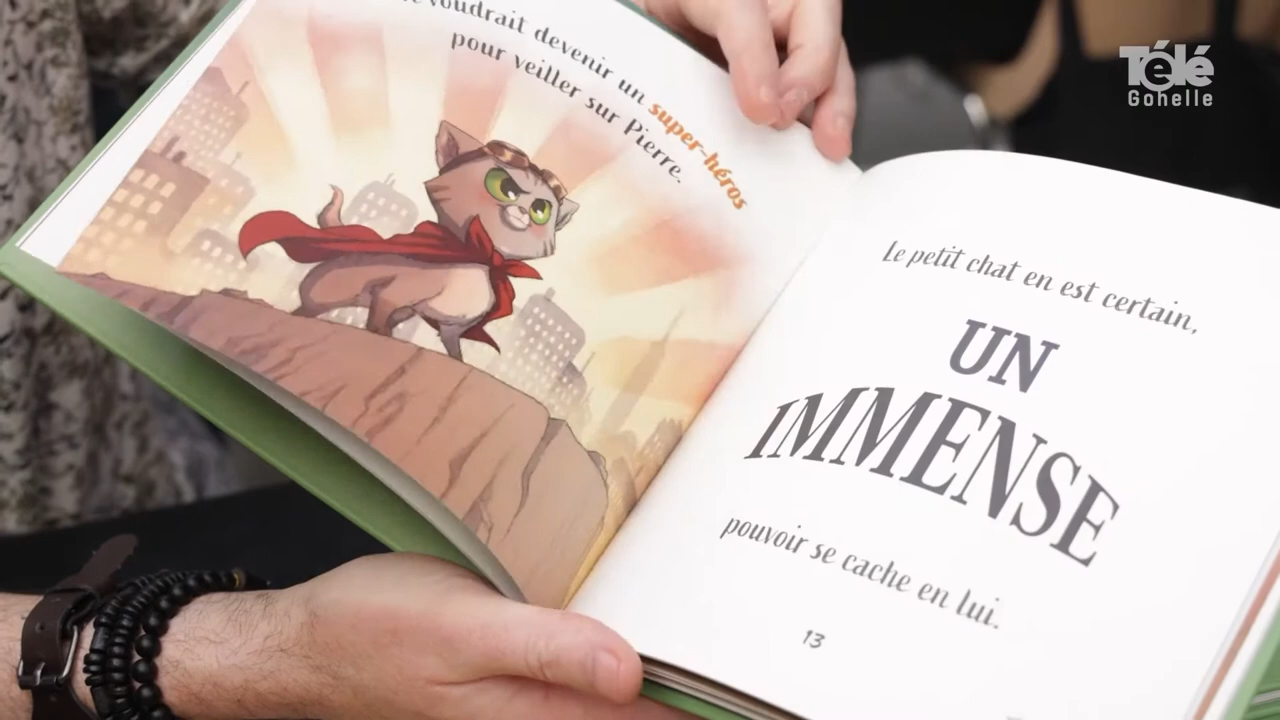 voudrait devenir un super-héros
pour veiller sur Pierre.
Le petit chat en est certain,
UN
IMMENSE
pouvoir se cache en lui.
13
Télé
Gohelle